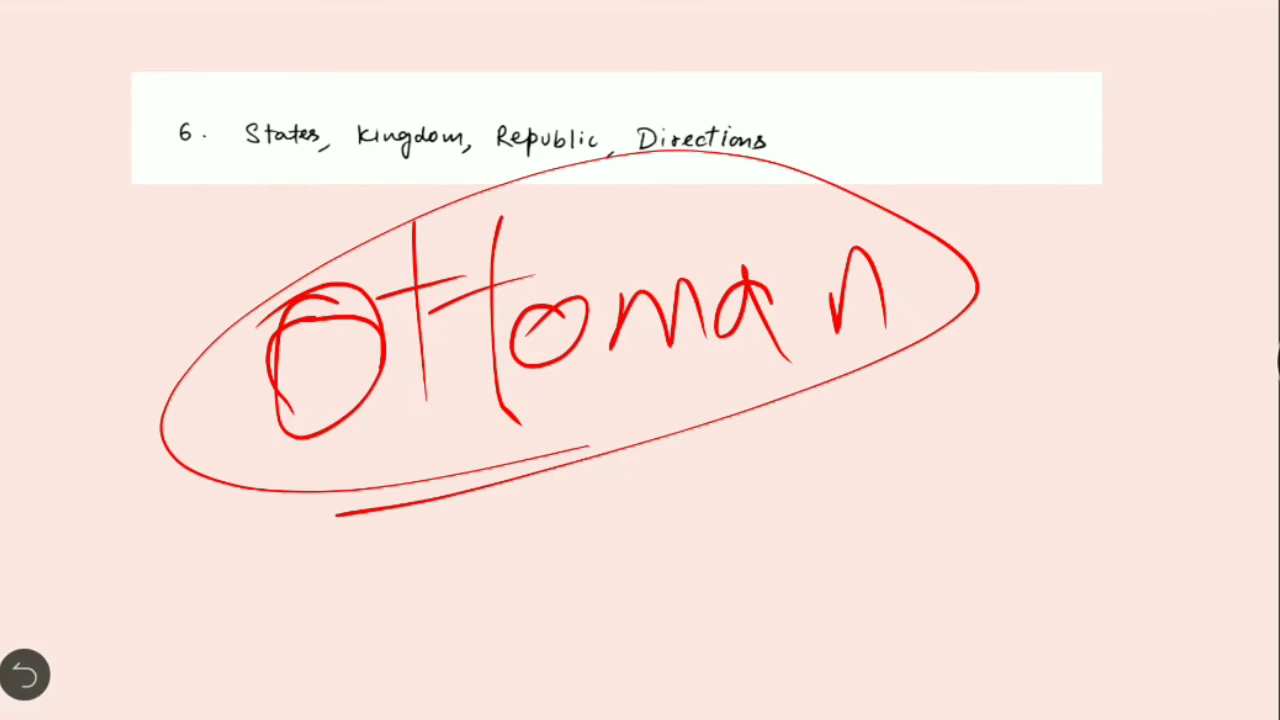 6. States, Kingdom, Republic, Directions
OTToman